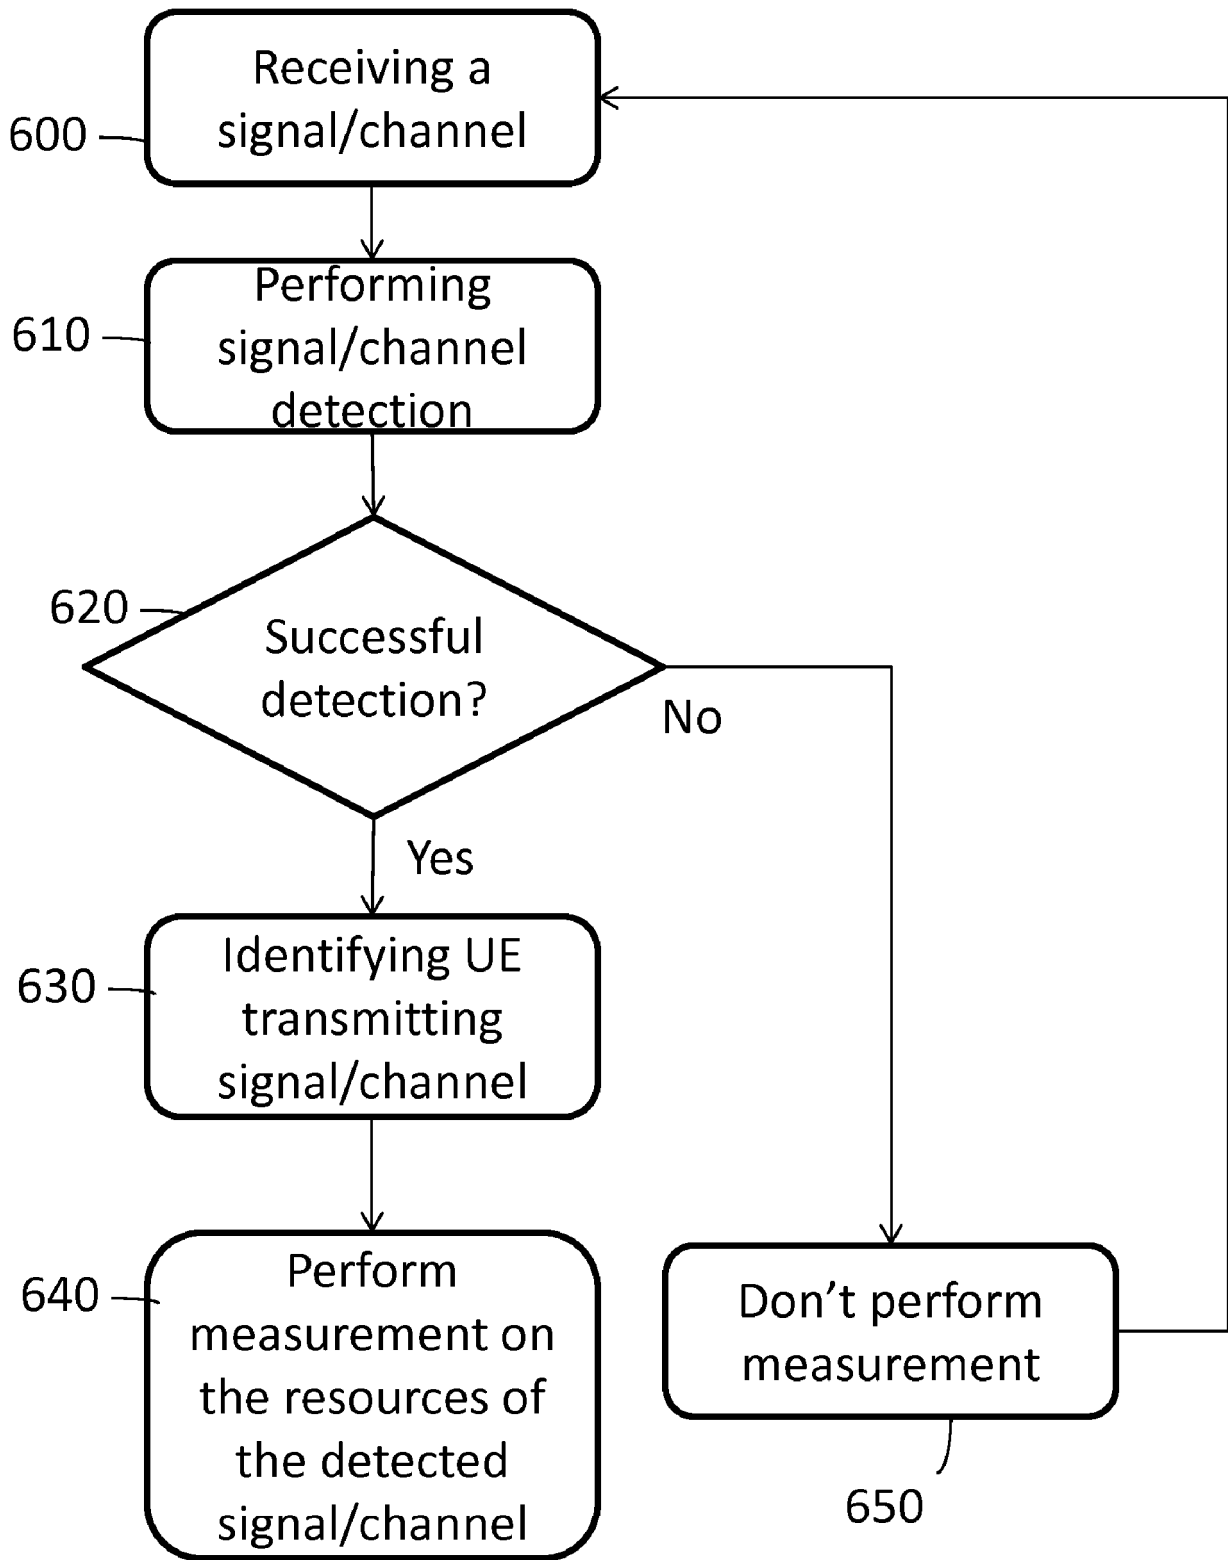 Receiving a
signal/channel
600
Performing
signal/channel
detection
610
620
Successful
detection?
No
Yes
Identifying UE
transmitting
signal/channel
630
Perform
measurement on
the resources of
the detected
signal/channel
640
Don't perform
measurement
650